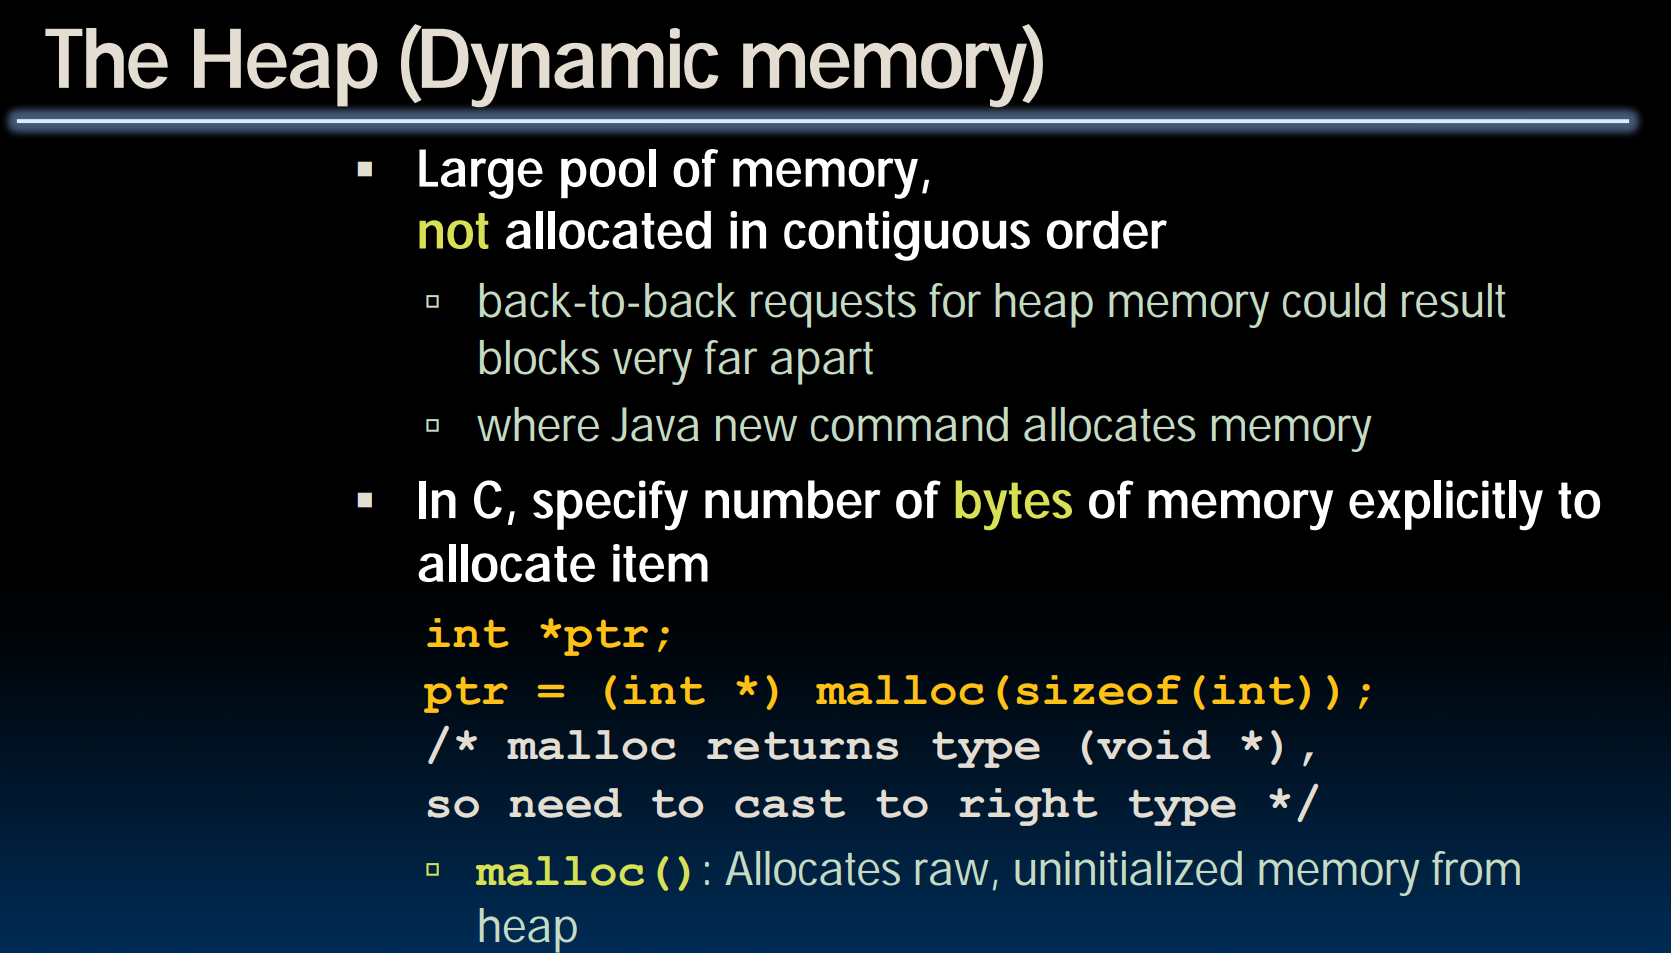 The Heap (Dynamic memory)
Large pool of memory,
not allocated in contiguous order
back-to-back requests for heap memory could result
blocks very far apart
where Java new command allocates memory
In C, specify number of bytes of memory explicitly to
allocate item
int *ptr;
ptr = (int *) malloc(sizeof(int));
/* malloc returns type (void *),
so need to cast to right type */
malloc(): Allocates raw, uninitialized memory from
heap